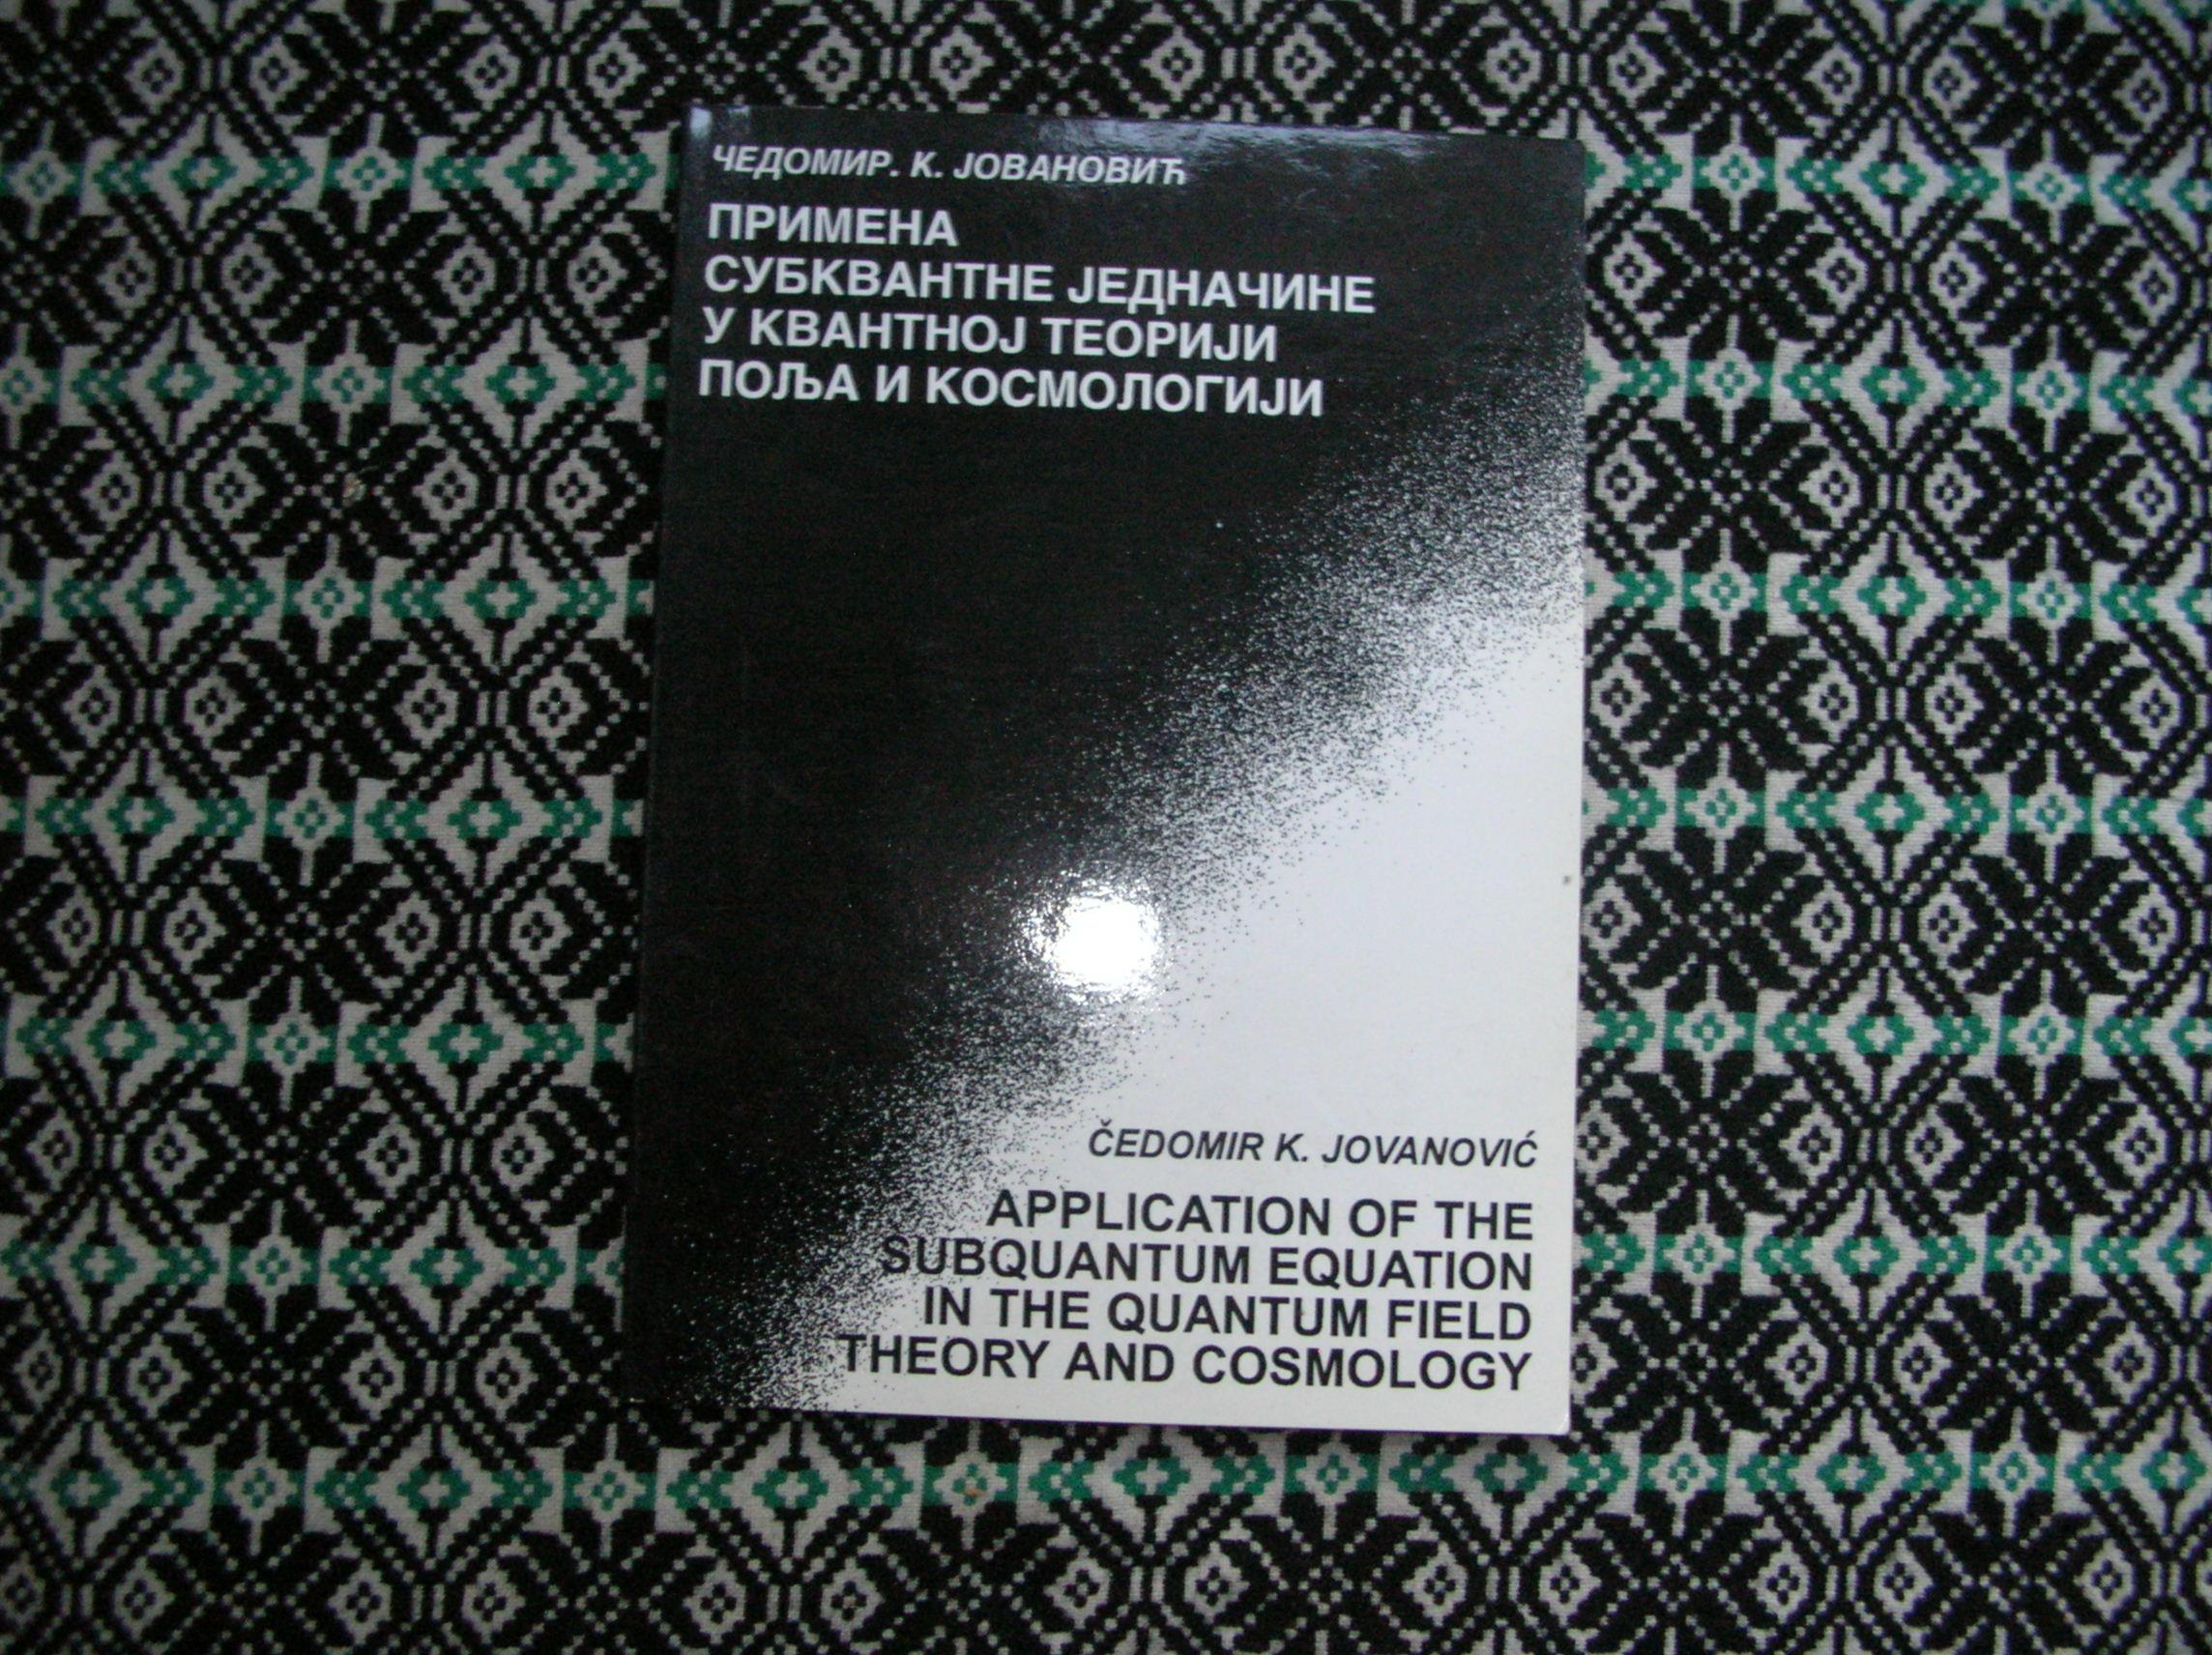 ЧЕДОМИР. К. ЈОВАНОВИЋ
ПРИМЕНА
СУБКВАНТНЕ ЈЕДНАЧИНЕ
У КВАНТНОЈ ТЕОРИЈИ
ПОЉА И КОСМОЛОГИЈИ
ČEDOMIR K. JOVANOVIĆ
APPLICATION OF THE
SUBQUANTUM EQUATION
IN THE QUANTUM FIELD
THEORY AND COSMOLOGY